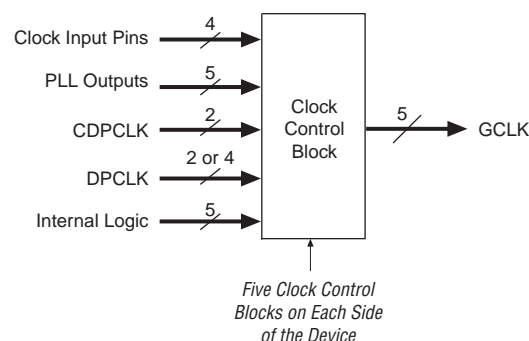 Clock Input Pins
4
PLL Outputs
5
CDPCLK
2
DPCLK
2 or 4
Internal Logic
5
Clock
Control
Block
5
GCLK
Five Clock Control
Blocks on Each Side
of the Device